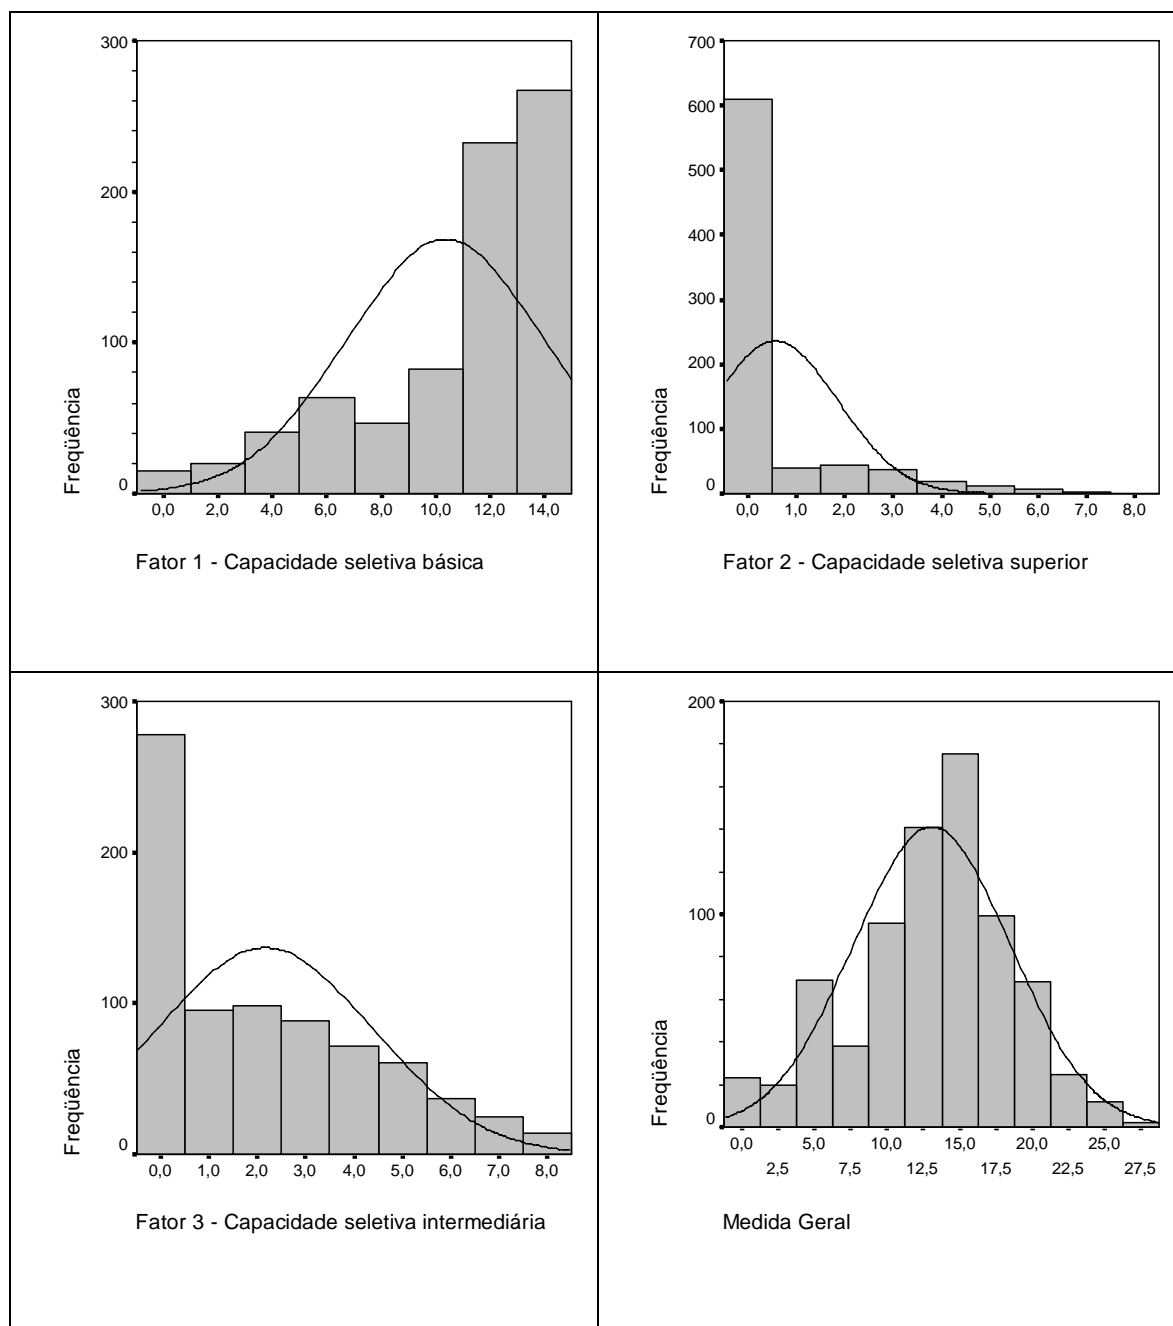 300
200
100
0
Freqüência
0,0 2,0 4,0 6,0 8,0 10,0 12,0 14,0
Fator 1 - Capacidade seletiva básica
700
600
500
400
300
200
100
0
Freqüência
0,0 1,0 2,0 3,0 4,0 5,0 6,0 7,0 8,0
Fator 2 - Capacidade seletiva superior
300
200
100
0
Freqüência
0,0 1,0 2,0 3,0 4,0 5,0 6,0 7,0 8,0
Fator 3 - Capacidade seletiva intermediária
200
100
0
Freqüência
0,0 5,0 10,0 15,0 20,0 25,0
2,5 7,5 12,5 17,5 22,5 27,5
Medida Geral